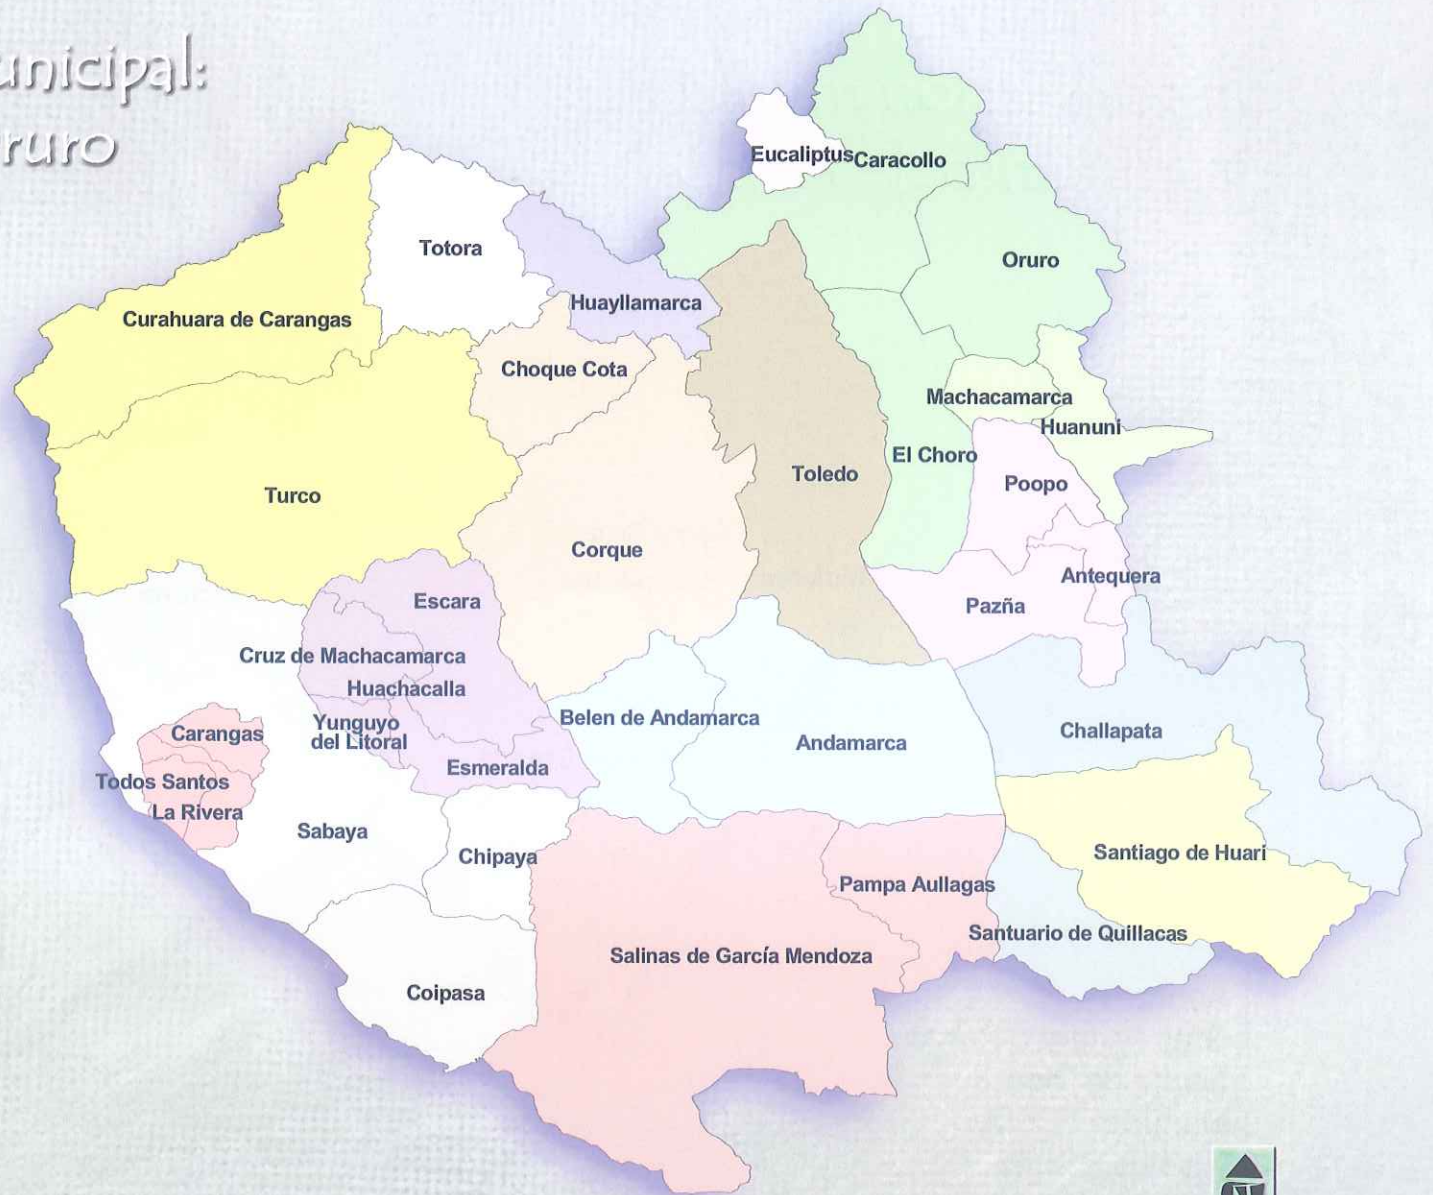 unicipal:
ruro
Eucaliptus
Caracollo
Totora
Oruro
Huayllamarca
Curahuara de Carangas
Choque Cota
Machacamarca
Huanuni
El Choro
Toledo
Poopo
Turco
Corque
Antequera
Escara
Pazña
Cruz de Machacamarca
Huachacalla
Belen de Andamarca
Yunguyo
del Litoral
Carangas
Challapata
Andamarca
Esmeralda
Todos Santos
La Rivera
Sabaya
Chipaya
Santiago de Huari
Pampa Aullagas
Santuario de Quillacas
Salinas de García Mendoza
Coipasa